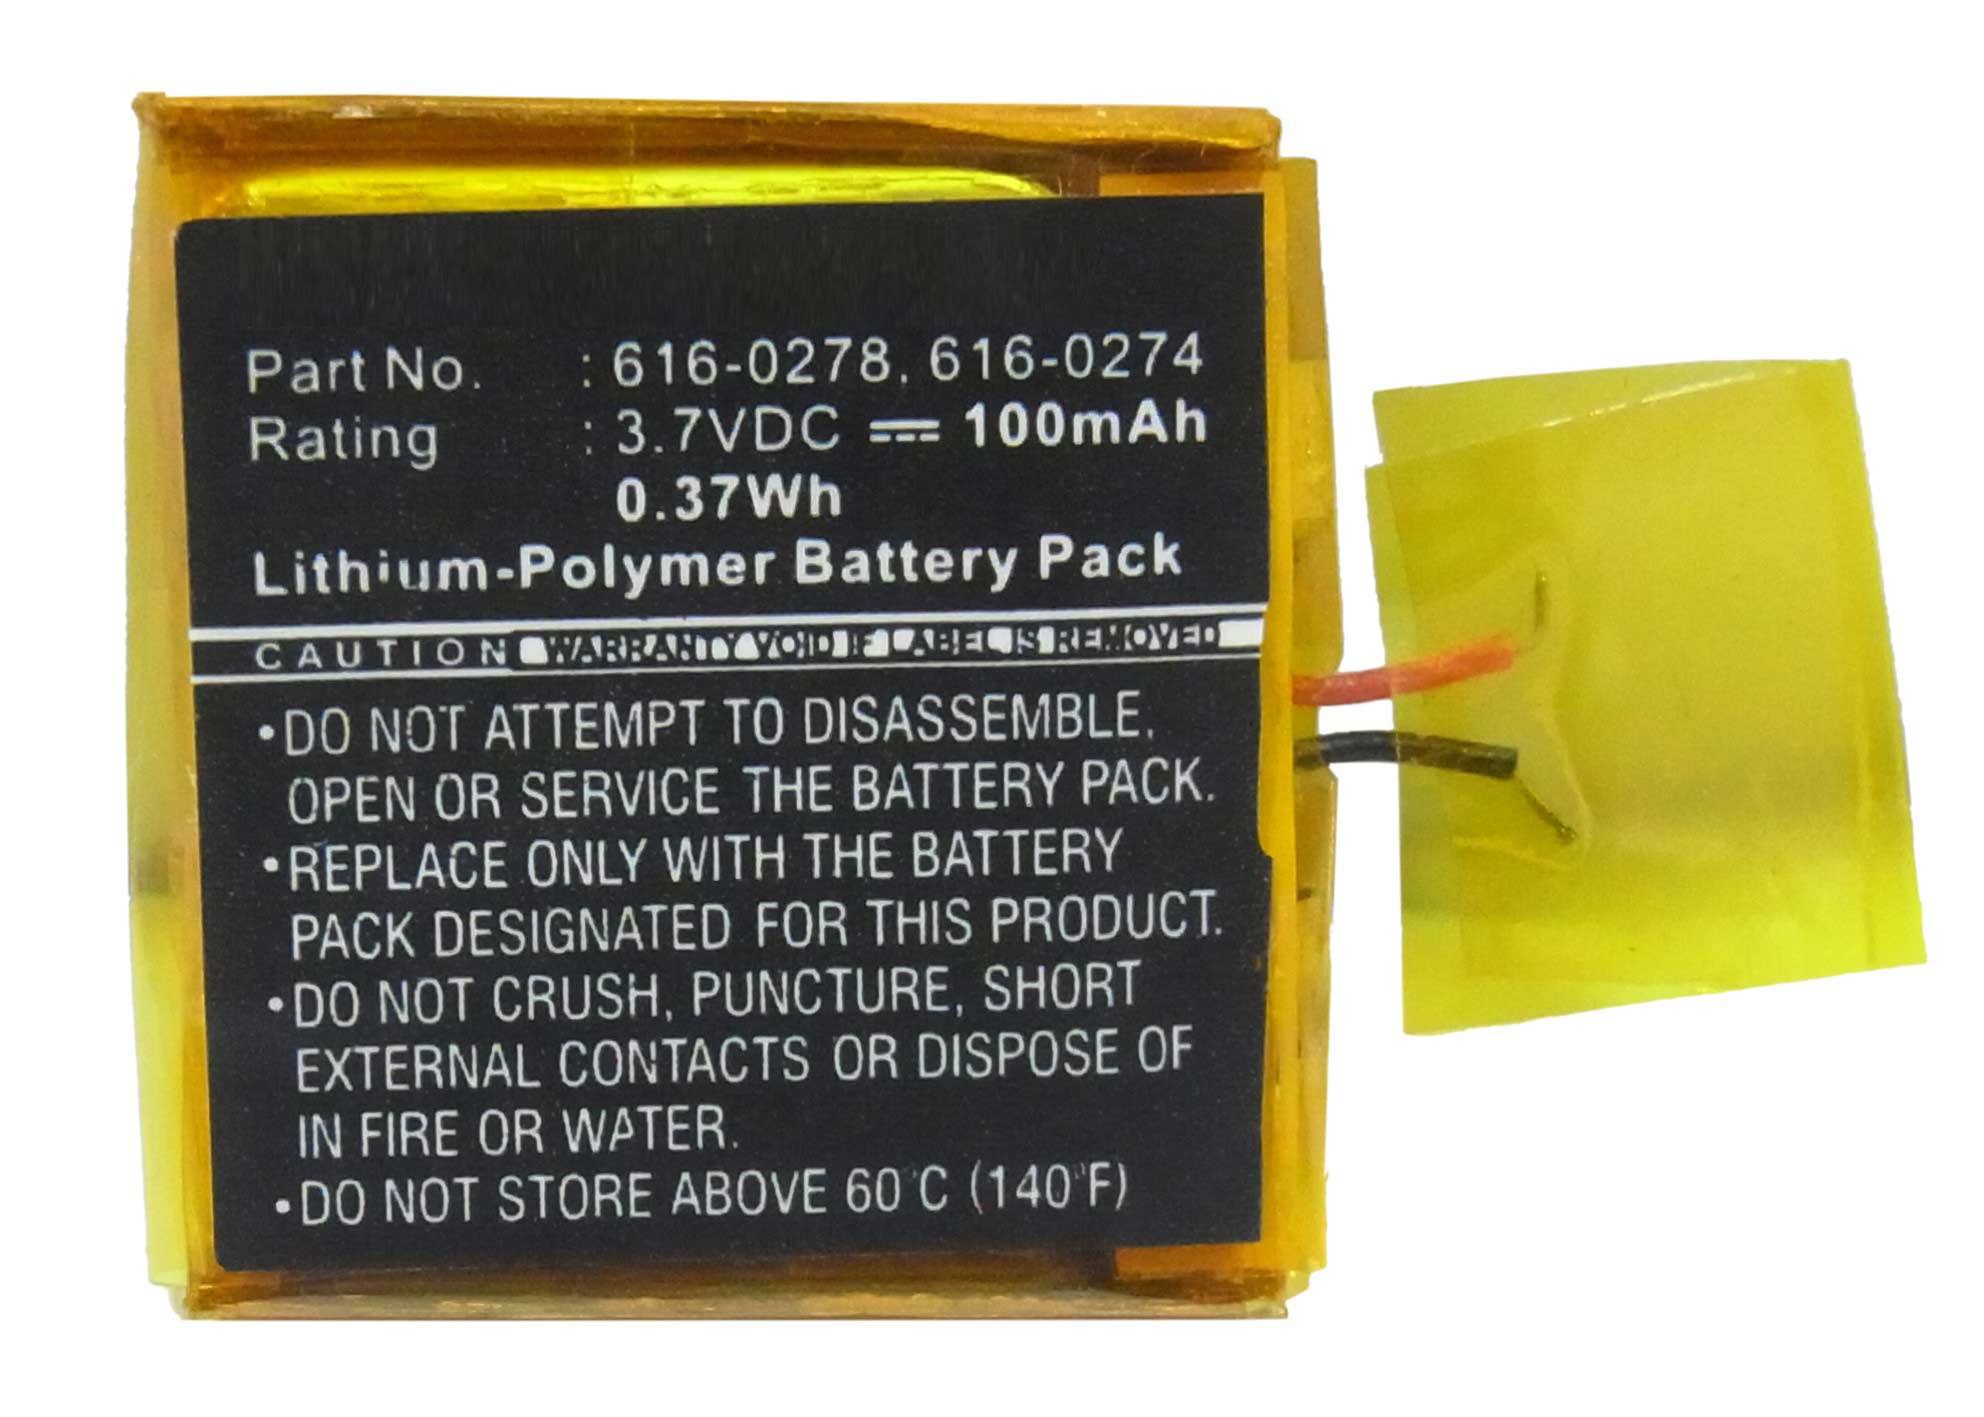 Part No. : 616-0278, 616-0274
Rating : 3.7VDC ⎓ 100mAh
0.37Wh
Lithium-Polymer Battery Pack
CAUTION WARRANTY VOID IF LABEL IS REMOVED
•DO NOT ATTEMPT TO DISASSEMBLE,
OPEN OR SERVICE THE BATTERY PACK.
•REPLACE ONLY WITH THE BATTERY
PACK DESIGNATED FOR THIS PRODUCT.
•DO NOT CRUSH, PUNCTURE, SHORT
EXTERNAL CONTACTS OR DISPOSE OF
IN FIRE OR WATER.
•DO NOT STORE ABOVE 60°C (140°F)